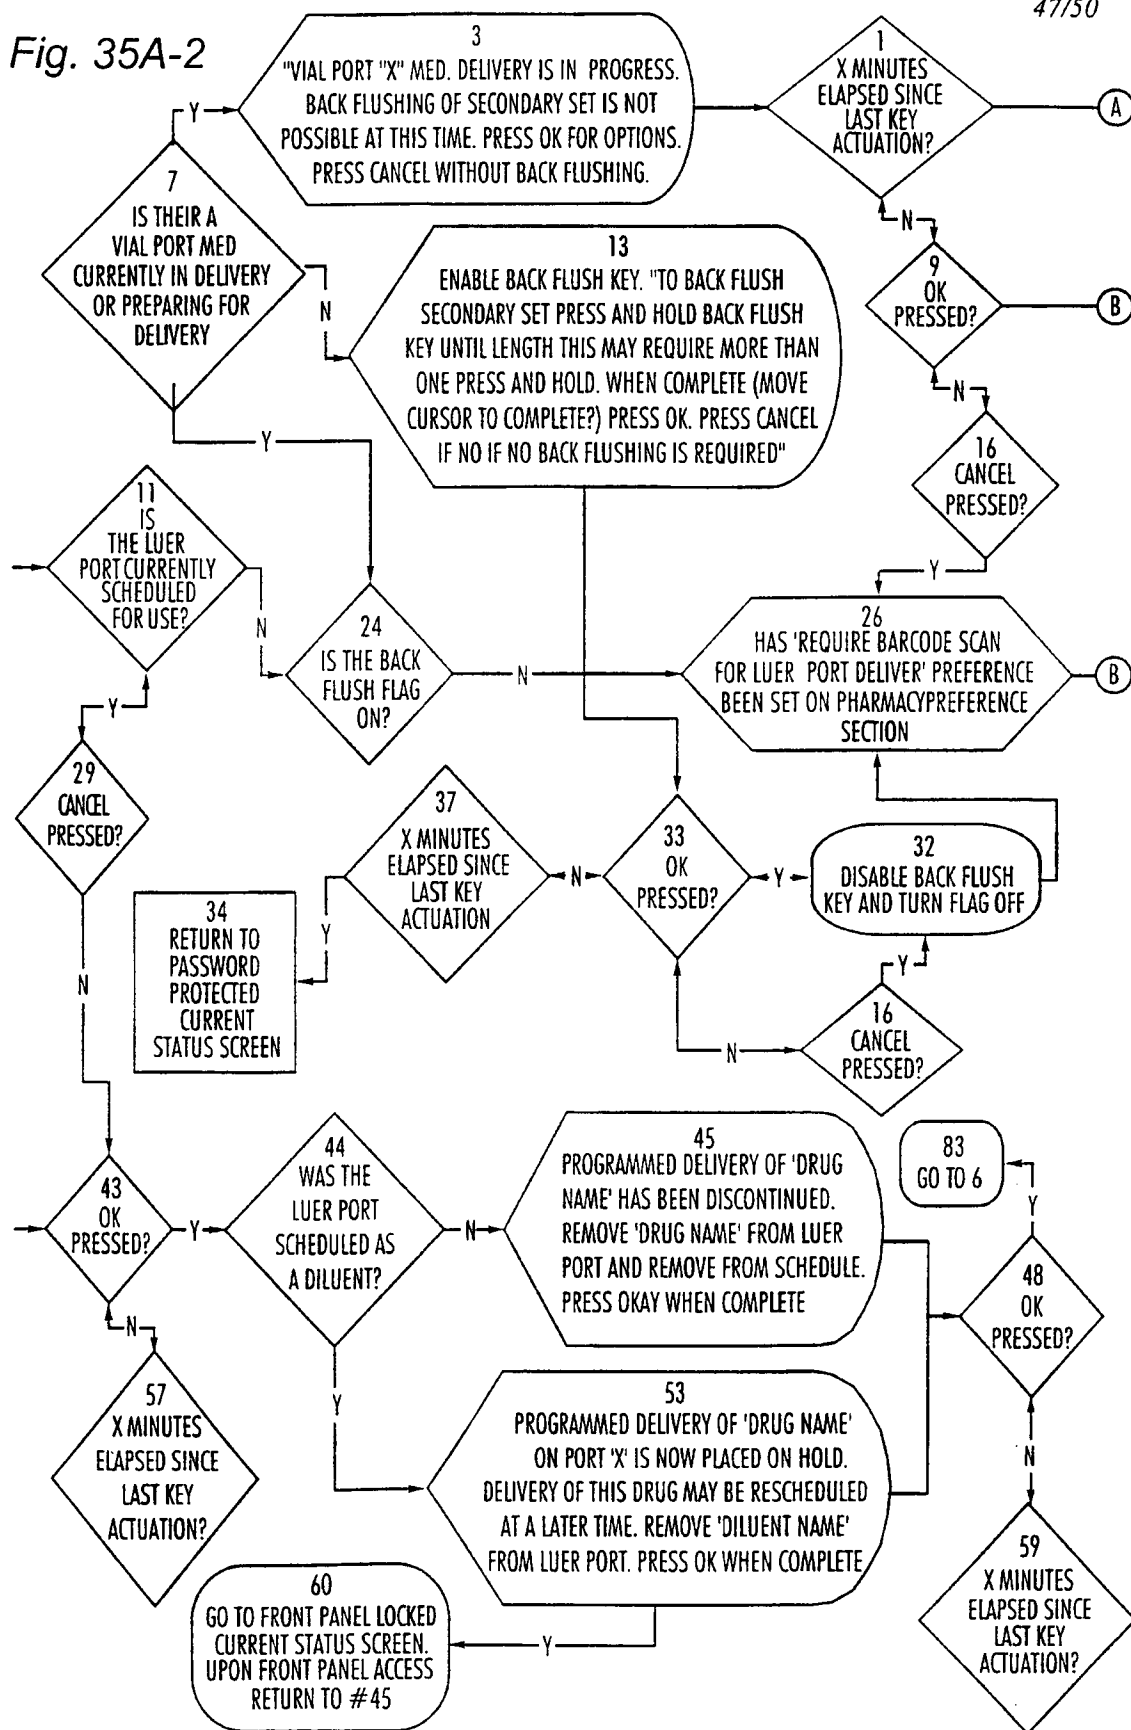 47/50
Fig. 35A-2
3
"VIAL PORT "X" MED. DELIVERY IS IN PROGRESS.
BACK FLUSHING OF SECONDARY SET IS NOT
POSSIBLE AT THIS TIME. PRESS OK FOR OPTIONS.
PRESS CANCEL WITHOUT BACK FLUSHING.
1
X MINUTES
ELAPSED SINCE
LAST KEY
ACTUATION?
A
Y
7
IS THEIR A
VIAL PORT MED
CURRENTLY IN DELIVERY
OR PREPARING FOR
DELIVERY
N
Y
13
ENABLE BACK FLUSH KEY. "TO BACK FLUSH
SECONDARY SET PRESS AND HOLD BACK FLUSH
KEY UNTIL LENGTH THIS MAY REQUIRE MORE THAN
ONE PRESS AND HOLD. WHEN COMPLETE (MOVE
CURSOR TO COMPLETE?) PRESS OK. PRESS CANCEL
IF NO IF NO BACK FLUSHING IS REQUIRED"
N
9
OK
PRESSED?
B
N
16
CANCEL
PRESSED?
Y
11
IS
THE LUER
PORT CURRENTLY
SCHEDULED
FOR USE?
N
Y
24
IS THE BACK
FLUSH FLAG
ON?
N
26
HAS 'REQUIRE BARCODE SCAN
FOR LUER PORT DELIVER' PREFERENCE
BEEN SET ON PHARMACYPREFERENCE
SECTION
B
29
CANCEL
PRESSED?
N
37
X MINUTES
ELAPSED SINCE
LAST KEY
ACTUATION
N
Y
33
OK
PRESSED?
Y
32
DISABLE BACK FLUSH
KEY AND TURN FLAG OFF
34
RETURN TO
PASSWORD
PROTECTED
CURRENT
STATUS SCREEN
Y
N
16
CANCEL
PRESSED?
43
OK
PRESSED?
Y
44
WAS THE
LUER PORT
SCHEDULED AS
A DILUENT?
N
45
PROGRAMMED DELIVERY OF 'DRUG
NAME' HAS BEEN DISCONTINUED.
REMOVE 'DRUG NAME' FROM LUER
PORT AND REMOVE FROM SCHEDULE.
PRESS OKAY WHEN COMPLETE
83
GO TO 6
Y
48
OK
PRESSED?
N
N
57
X MINUTES
ELAPSED SINCE
LAST KEY
ACTUATION?
Y
53
PROGRAMMED DELIVERY OF 'DRUG NAME'
ON PORT 'X' IS NOW PLACED ON HOLD.
DELIVERY OF THIS DRUG MAY BE RESCHEDULED
AT A LATER TIME. REMOVE 'DILUENT NAME'
FROM LUER PORT. PRESS OK WHEN COMPLETE
59
X MINUTES
ELAPSED SINCE
LAST KEY
ACTUATION?
60
GO TO FRONT PANEL LOCKED
CURRENT STATUS SCREEN.
UPON FRONT PANEL ACCESS
RETURN TO #45
Y